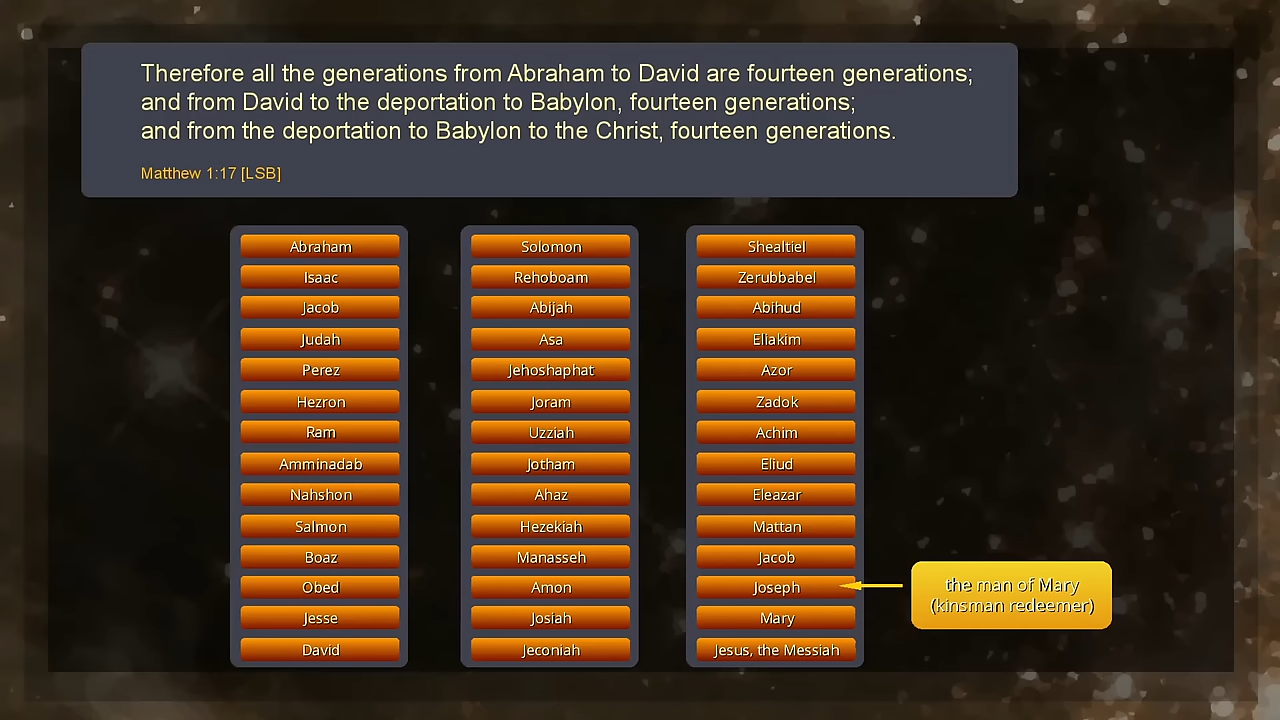 Therefore all the generations from Abraham to David are fourteen generations;
and from David to the deportation to Babylon, fourteen generations;
and from the deportation to Babylon to the Christ, fourteen generations.
Matthew 1:17 [LSB]
Abraham
Isaac
Jacob
Judah
Perez
Hezron
Ram
Amminadab
Nahshon
Salmon
Boaz
Obed
Jesse
David
Solomon
Rehoboam
Abijah
Asa
Jehoshaphat
Joram
Uzziah
Jotham
Ahaz
Hezekiah
Manasseh
Amon
Josiah
Jeconiah
Shealtiel
Zerubbabel
Abihud
Eliakim
Azor
Zadok
Achim
Eliud
Eleazar
Mattan
Jacob
Joseph
Mary
Jesus, the Messiah
the man of Mary
(kinsman redeemer)